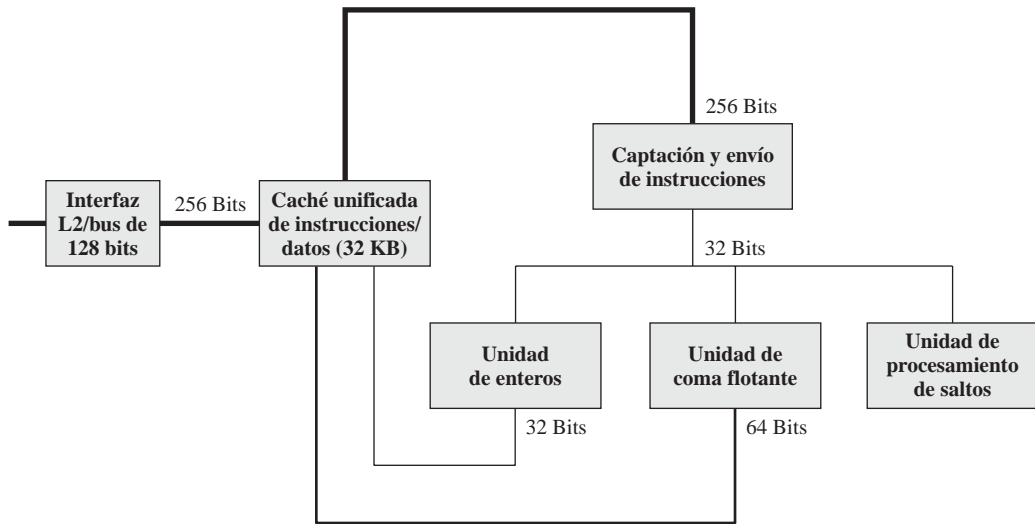 256 Bits
Captación y envío
de instrucciones
Interfaz
L2/bus de
128 bits
256 Bits
Caché unificada
de instrucciones/
datos (32 KB)
32 Bits
Unidad
de enteros
Unidad de
coma flotante
Unidad de
procesamiento
de saltos
32 Bits
64 Bits